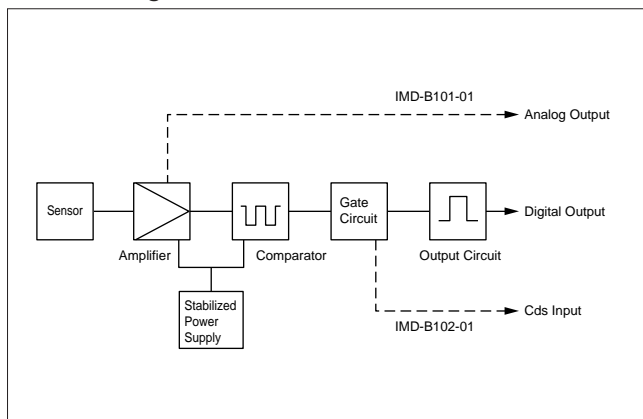 IMD-B101-01
Analog Output
Sensor
Gate
Circuit
Digital Output
Amplifier
Comparator
Output Circuit
Stabilized
Power
Supply
Cds Input
IMD-B102-01